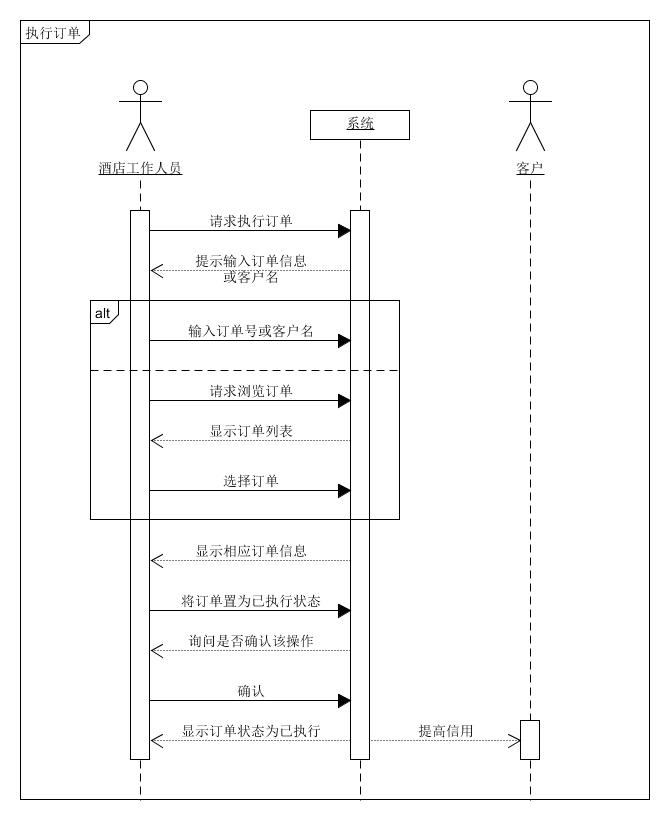 执行订单
系统
酒店工作人员
客户
请求执行订单
提示输入订单信息
或客户名
alt
输入订单号或客户名
请求浏览订单
显示订单列表
选择订单
显示相应订单信息
将订单置为已执行状态
询问是否确认该操作
确认
显示订单状态为已执行
提高信用